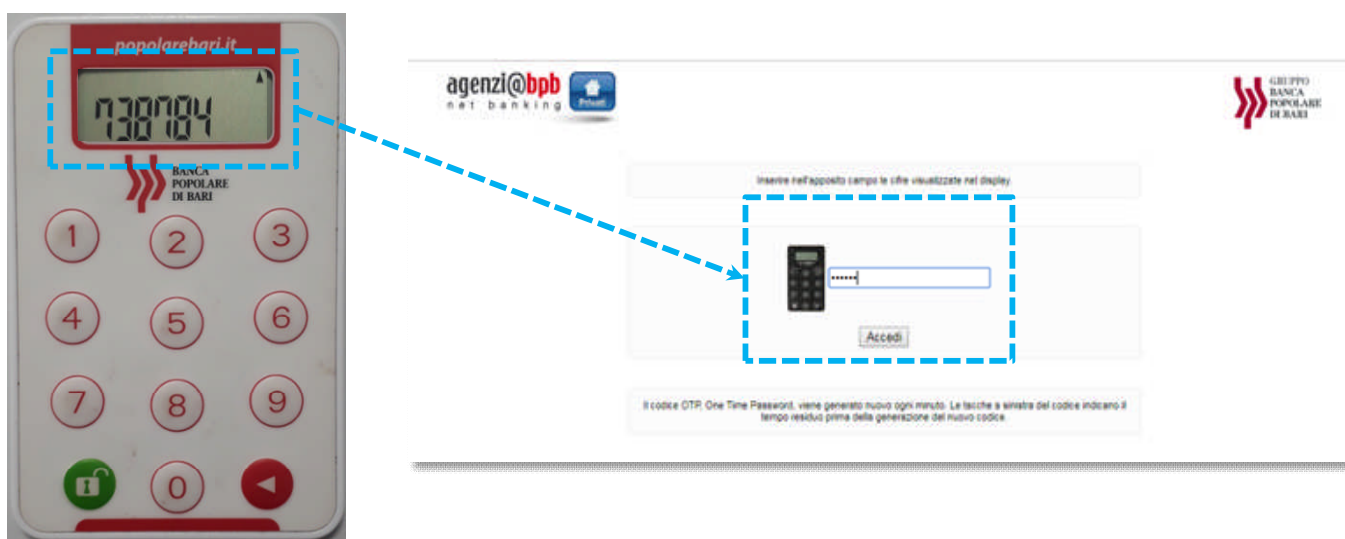 popolarebari.it
738784
BANCA
POPOLARE
DI BARI
1 2 3
4 5 6
7 8 9
0
agenzi@bpb
net banking
Privati
GRUPPO
BANCA
POPOLARE
DI BARI
Inserire nell'apposito campo le cifre visualizzate nel display.
••••••
Accedi
Il codice OTP, One Time Password, viene generato nuovo ogni minuto. Le tacche a sinistra del codice indicano il
tempo residuo prima della generazione del nuovo codice.